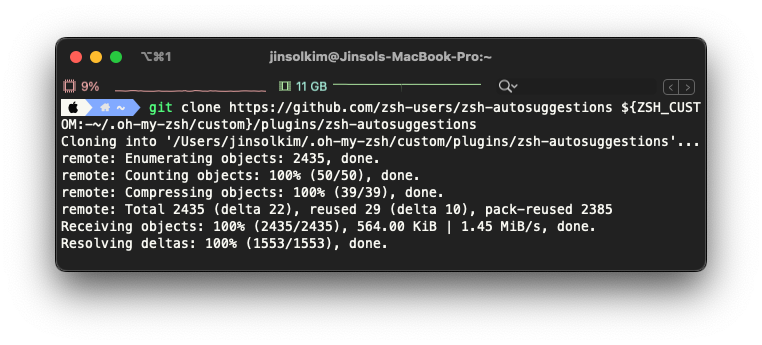 ⌥⌘1
jinsolkim@Jinsols-MacBook-Pro:~
9%
11 GB
~ git clone https://github.com/zsh-users/zsh-autosuggestions ${ZSH_CUST
OM:-~/.oh-my-zsh/custom}/plugins/zsh-autosuggestions
Cloning into '/Users/jinsolkim/.oh-my-zsh/custom/plugins/zsh-autosuggestions'...
remote: Enumerating objects: 2435, done.
remote: Counting objects: 100% (50/50), done.
remote: Compressing objects: 100% (39/39), done.
remote: Total 2435 (delta 22), reused 29 (delta 10), pack-reused 2385
Receiving objects: 100% (2435/2435), 564.00 KiB | 1.45 MiB/s, done.
Resolving deltas: 100% (1553/1553), done.